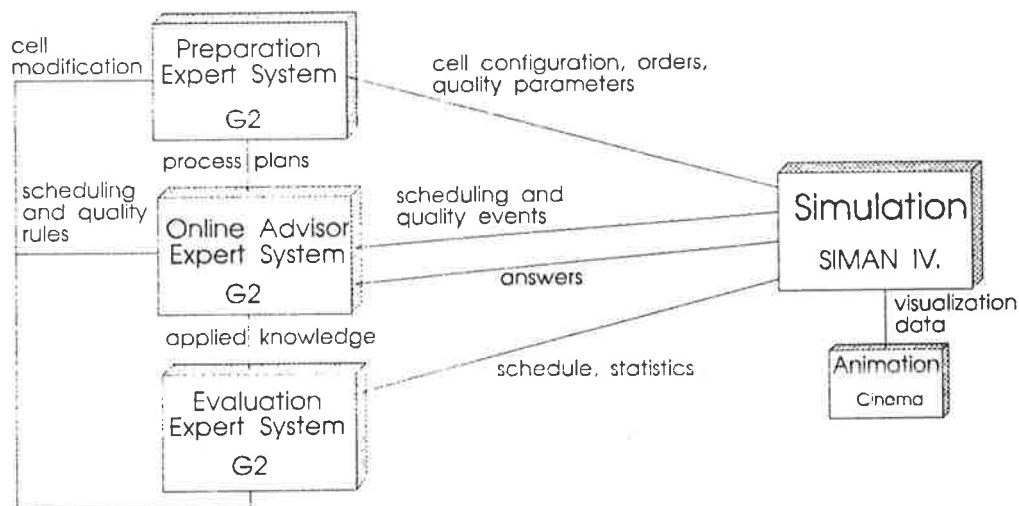 cell
modification
Preparation
Expert System
G2
cell configuration, orders,
quality parameters
process plans
scheduling
and quality
rules
Online Advisor
Expert System
G2
scheduling and
quality events
answers
Simulation
SIMAN IV.
visualization
data
Animation
Cinema
applied knowledge
schedule, statistics
Evaluation
Expert System
G2